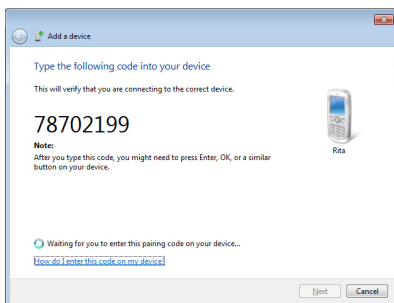 Add a device
Type the following code into your device
This will verify that you are connecting to the correct device.
78702199
Note:
After you type this code, you might need to press Enter, OK, or a similar
button on your device.
Rita
Waiting for you to enter this pairing code on your device...
How do I enter this code on my device?
Next
Cancel